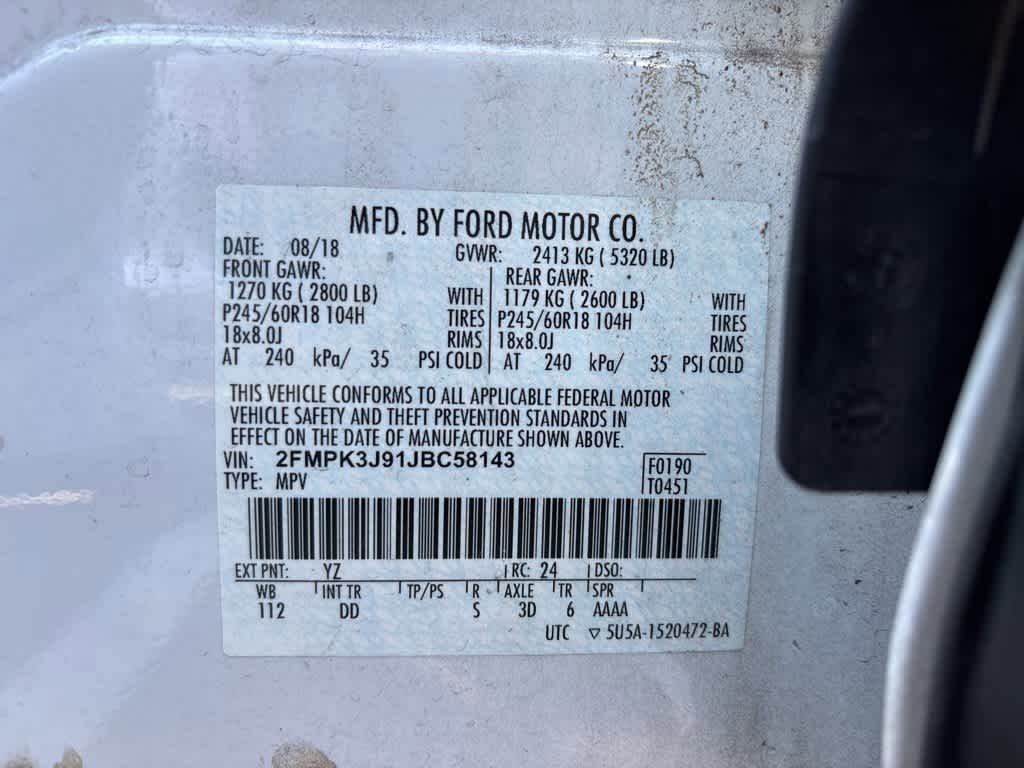 MFD. BY FORD MOTOR CO.
DATE: 08/18 GVWR: 2413 KG ( 5320 LB)
FRONT GAWR: REAR GAWR:
1270 KG ( 2800 LB) WITH 1179 KG ( 2600 LB) WITH
P245/60R18 104H TIRES P245/60R18 104H TIRES
18x8.0J RIMS 18x8.0J RIMS
AT 240 kPa/ 35 PSI COLD AT 240 kPa/ 35 PSI COLD
THIS VEHICLE CONFORMS TO ALL APPLICABLE FEDERAL MOTOR
VEHICLE SAFETY AND THEFT PREVENTION STANDARDS IN
EFFECT ON THE DATE OF MANUFACTURE SHOWN ABOVE.
VIN: 2FMPK3J91JBC58143 F0190
TYPE: MPV T0451
EXT PNT: YZ RC: 24 DSO:
WB INT TR TP/PS R AXLE TR SPR
112 DD S 3D 6 AAAA
UTC ▽ 5U5A-1520472-BA